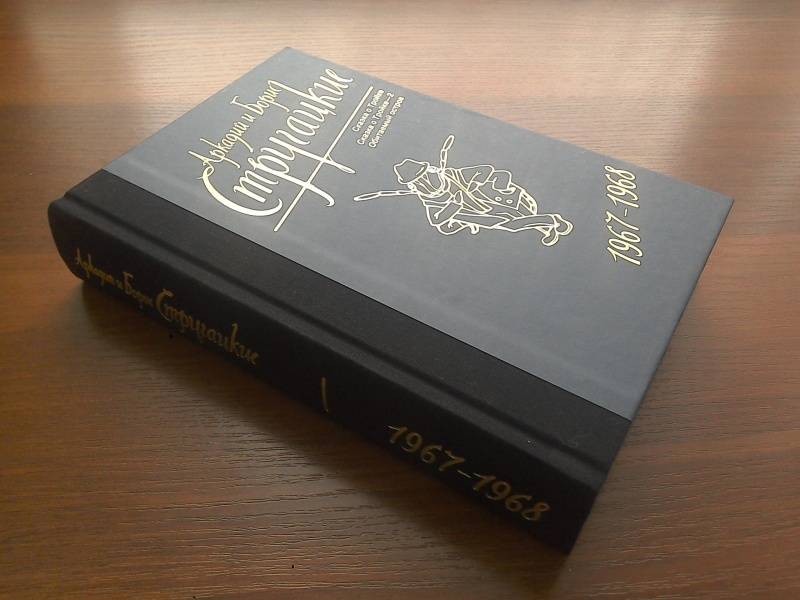 Аркадий и Борис
Стругацкие
Сказка о Тройке
Сказка о Тройке—2
Обитаемый остров
1967-1968
Аркадий и Борис Стругацкие
1967-1968